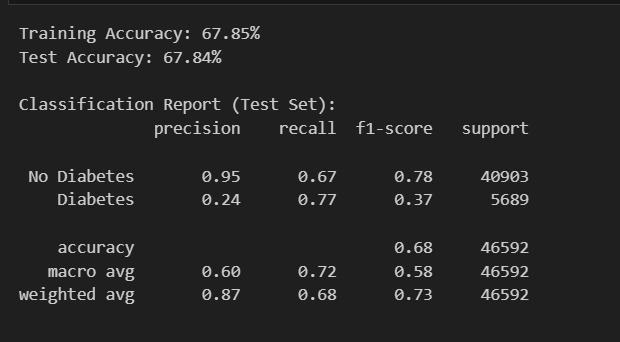 Training Accuracy: 67.85%
Test Accuracy: 67.84%
Classification Report (Test Set):
precision recall f1-score support
No Diabetes 0.95 0.67 0.78 40903
Diabetes 0.24 0.77 0.37 5689
accuracy 0.68 46592
macro avg 0.60 0.72 0.58 46592
weighted avg 0.87 0.68 0.73 46592